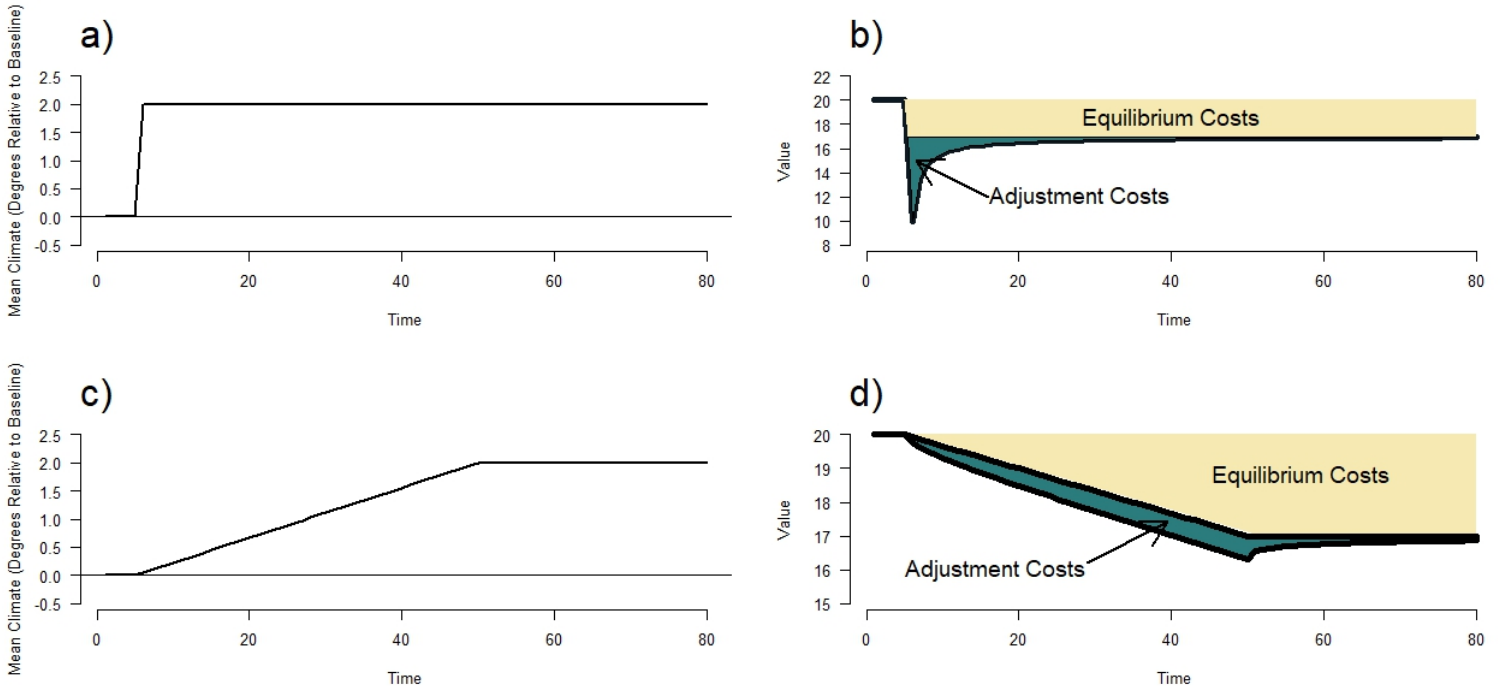 a)
Mean Climate (Degrees Relative to Baseline)
2.5
2.0
1.5
1.0
0.5
0.0
-0.5
0 20 40 60 80
Time
b)
Value
22
20
18
16
14
12
10
8
Equilibrium Costs
Adjustment Costs
0 20 40 60 80
Time
c)
Mean Climate (Degrees Relative to Baseline)
2.5
2.0
1.5
1.0
0.5
0.0
-0.5
0 20 40 60 80
Time
d)
Value
20
19
18
17
16
15
Equilibrium Costs
Adjustment Costs
0 20 40 60 80
Time